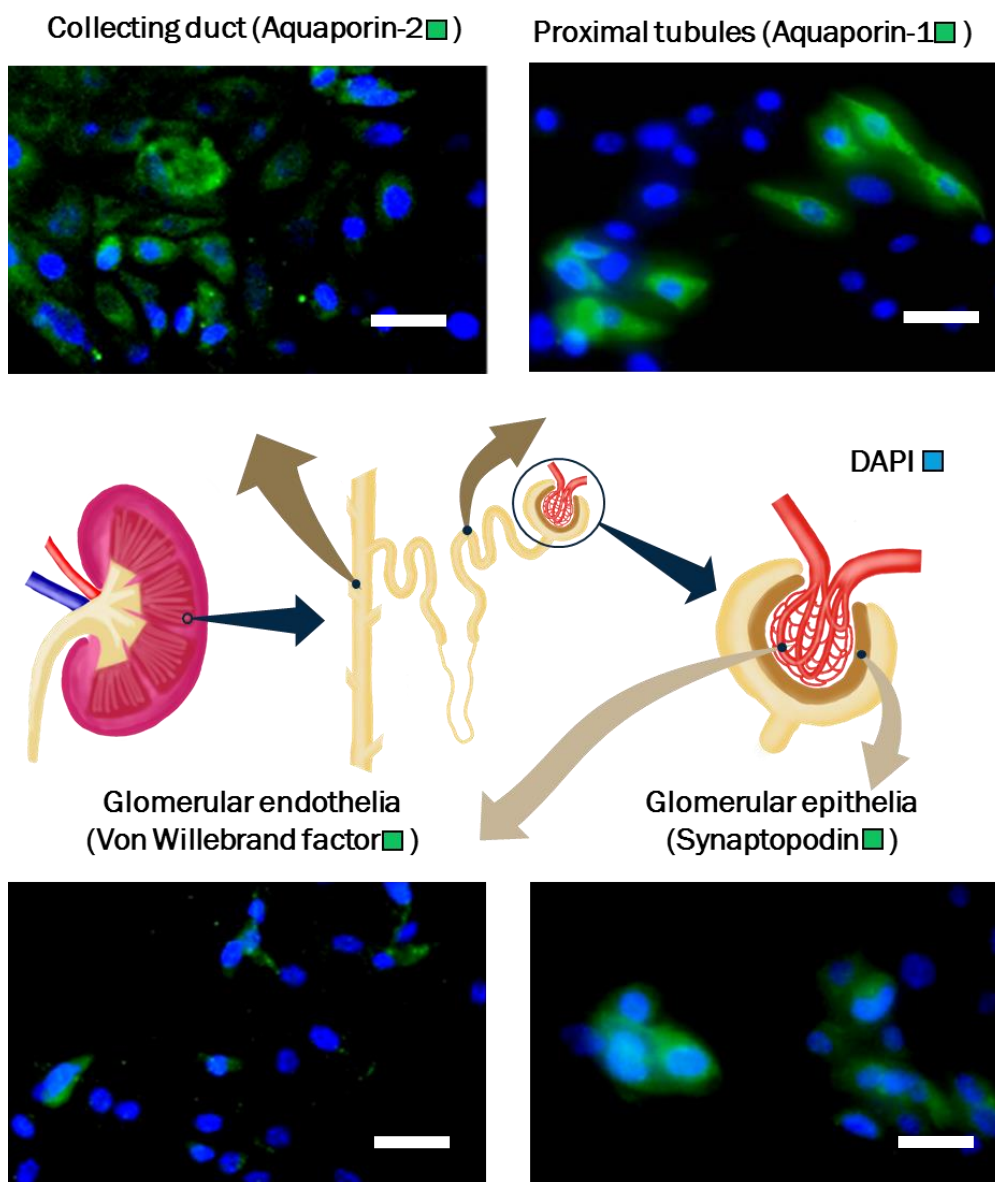 Collecting duct (Aquaporin-2 )
Proximal tubules (Aquaporin-1 )
DAPI
Glomerular endothelia
(Von Willebrand factor )
Glomerular epithelia
(Synaptopodin )